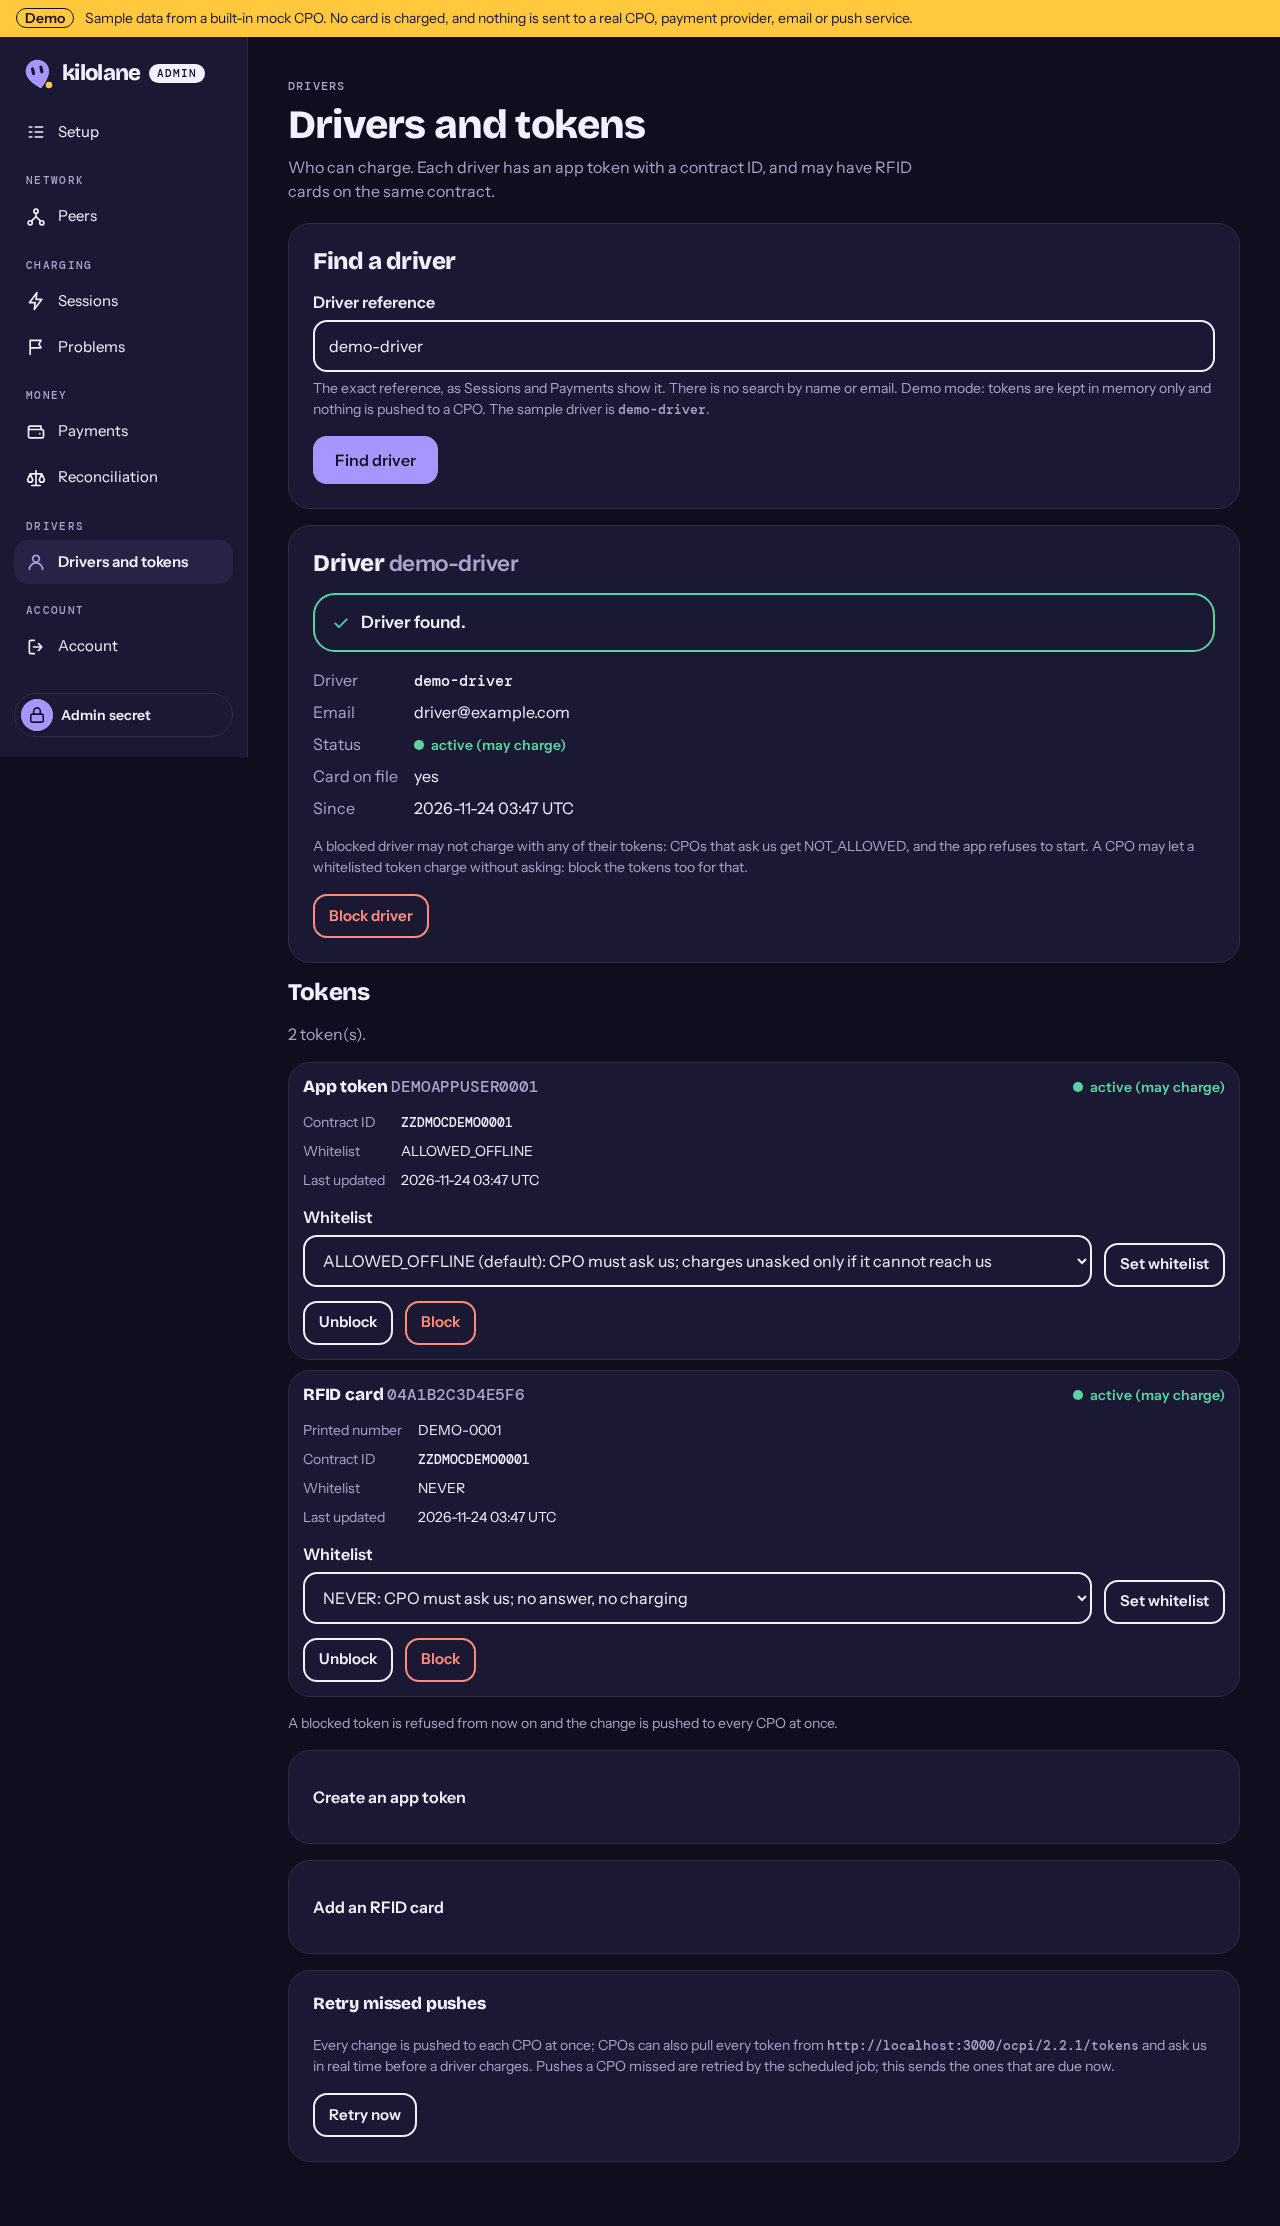 Demo Sample data from a built-in mock CPO. No card is charged, and nothing is sent to a real CPO, payment provider, email or push service.
kilolane ADMIN
Setup
NETWORK
Peers
CHARGING
Sessions
Problems
MONEY
Payments
Reconciliation
DRIVERS
Drivers and tokens
ACCOUNT
Account
Admin secret
DRIVERS
Drivers and tokens
Who can charge. Each driver has an app token with a contract ID, and may have RFID
cards on the same contract.
Find a driver
Driver reference
demo-driver
The exact reference, as Sessions and Payments show it. There is no search by name or email. Demo mode: tokens are kept in memory only and
nothing is pushed to a CPO. The sample driver is demo-driver.
Find driver
Driver demo-driver
Driver found.
Driver demo-driver
Email driver@example.com
Status active (may charge)
Card on file yes
Since 2026-11-24 03:47 UTC
A blocked driver may not charge with any of their tokens: CPOs that ask us get NOT_ALLOWED, and the app refuses to start. A CPO may let a
whitelisted token charge without asking: block the tokens too for that.
Block driver
Tokens
2 token(s).
App token DEMOAPPUSER0001 active (may charge)
Contract ID ZZDMOCDEMO0001
Whitelist ALLOWED_OFFLINE
Last updated 2026-11-24 03:47 UTC
Whitelist
ALLOWED_OFFLINE (default): CPO must ask us; charges unasked only if it cannot reach us Set whitelist
Unblock Block
RFID card 04A1B2C3D4E5F6 active (may charge)
Printed number DEMO-0001
Contract ID ZZDMOCDEMO0001
Whitelist NEVER
Last updated 2026-11-24 03:47 UTC
Whitelist
NEVER: CPO must ask us; no answer, no charging Set whitelist
Unblock Block
A blocked token is refused from now on and the change is pushed to every CPO at once.
Create an app token
Add an RFID card
Retry missed pushes
Every change is pushed to each CPO at once; CPOs can also pull every token from http://localhost:3000/ocpi/2.2.1/tokens and ask us
in real time before a driver charges. Pushes a CPO missed are retried by the scheduled job; this sends the ones that are due now.
Retry now